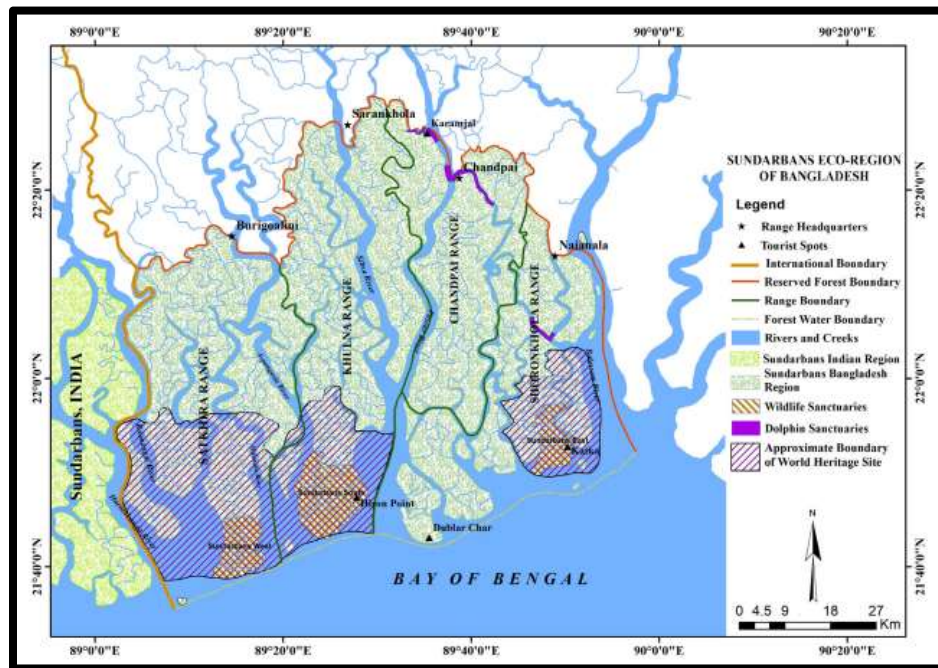 89°0'0"E 89°20'0"E 89°40'0"E 90°0'0"E 90°20'0"E
22°20'0"N
22°0'0"N
21°40'0"N
22°20'0"N
22°0'0"N
21°40'0"N
Sarankhola
Karamjal
Chandpai
Burigoalini
Nalanala
SATKHIRA RANGE
KHULNA RANGE
CHANDPAI RANGE
Sundarbans, INDIA
Sundarbans East
Katka
Hiron Point
Sundarbans West
Dublar Char
BAY OF BENGAL
SUNDARBANS ECO-REGION
OF BANGLADESH
Legend
Range Headquarters
Tourist Spots
International Boundary
Reserved Forest Boundary
Range Boundary
Forest Water Boundary
Rivers and Creeks
Sundarbans Indian Region
Sundarbans Bangladesh
Region
Wildlife Sanctuaries
Dolphin Sanctuaries
Approximate Boundary
of World Heritage Site
N
0 4.5 9 18 27
Km
89°0'0"E 89°20'0"E 89°40'0"E 90°0'0"E 90°20'0"E